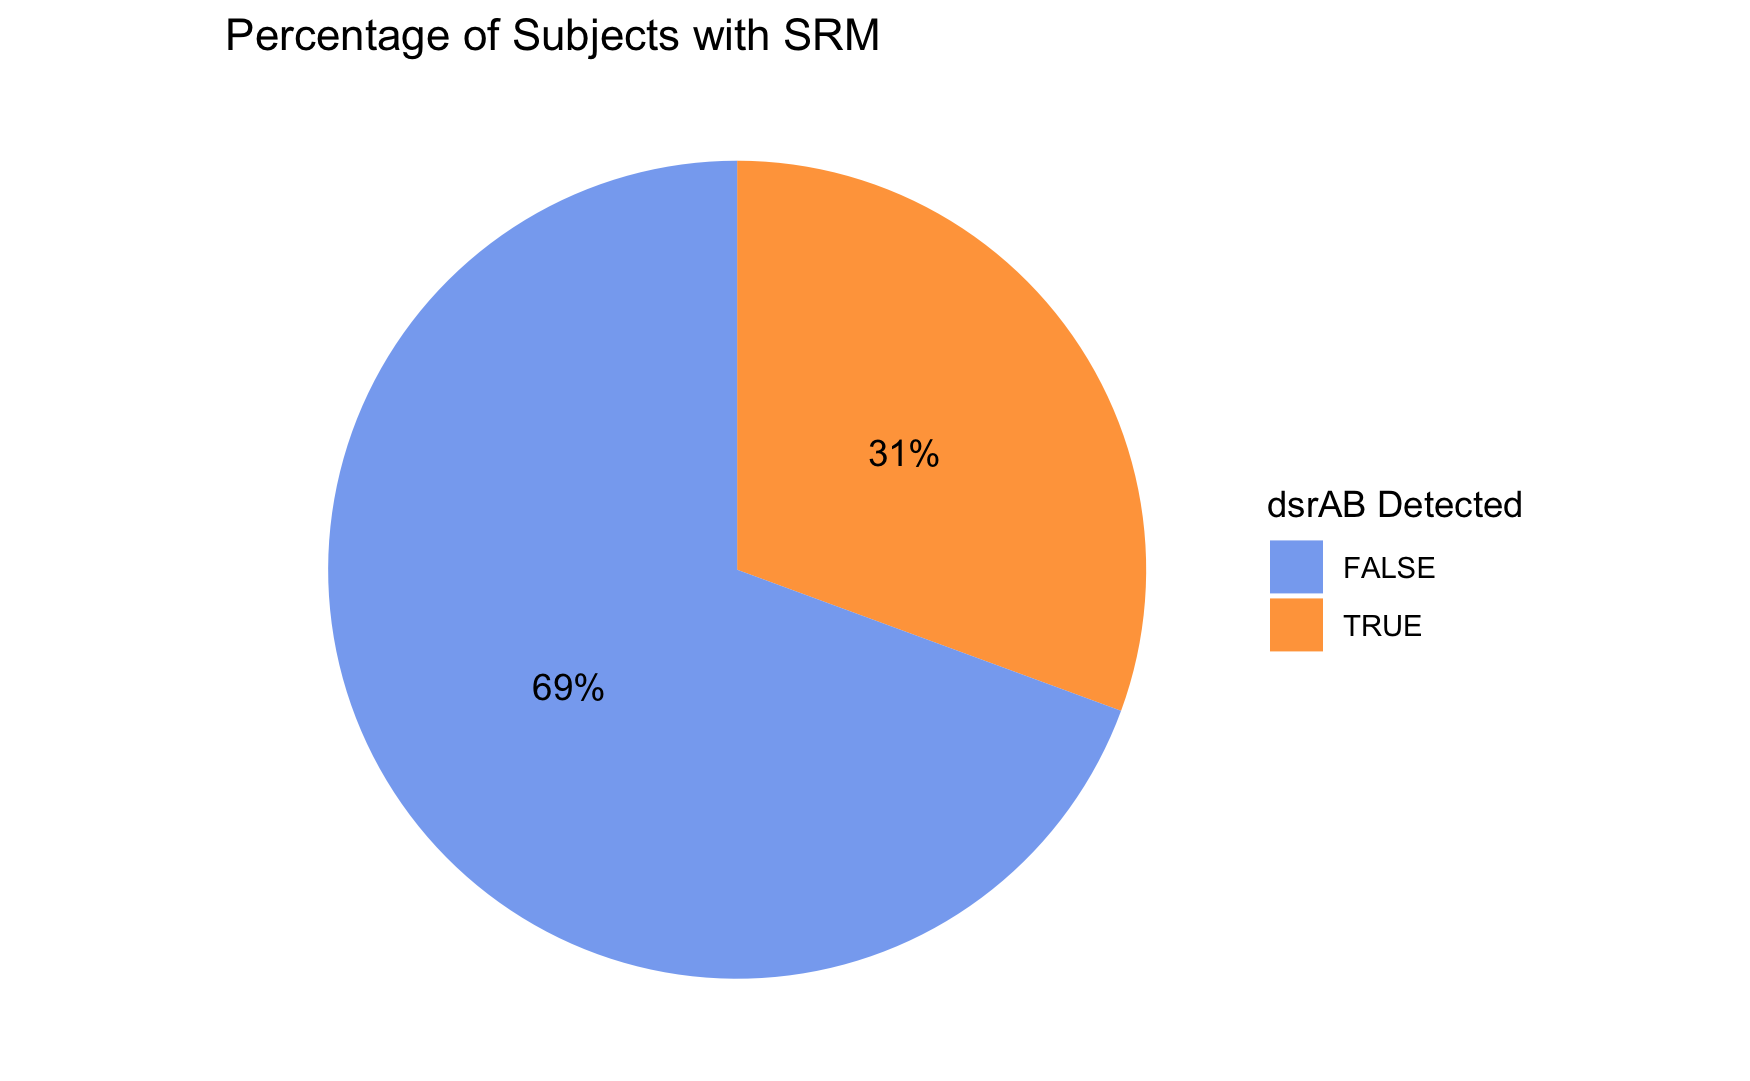 Percentage of Subjects with SRM
31%
69%
dsrAB Detected
FALSE
TRUE